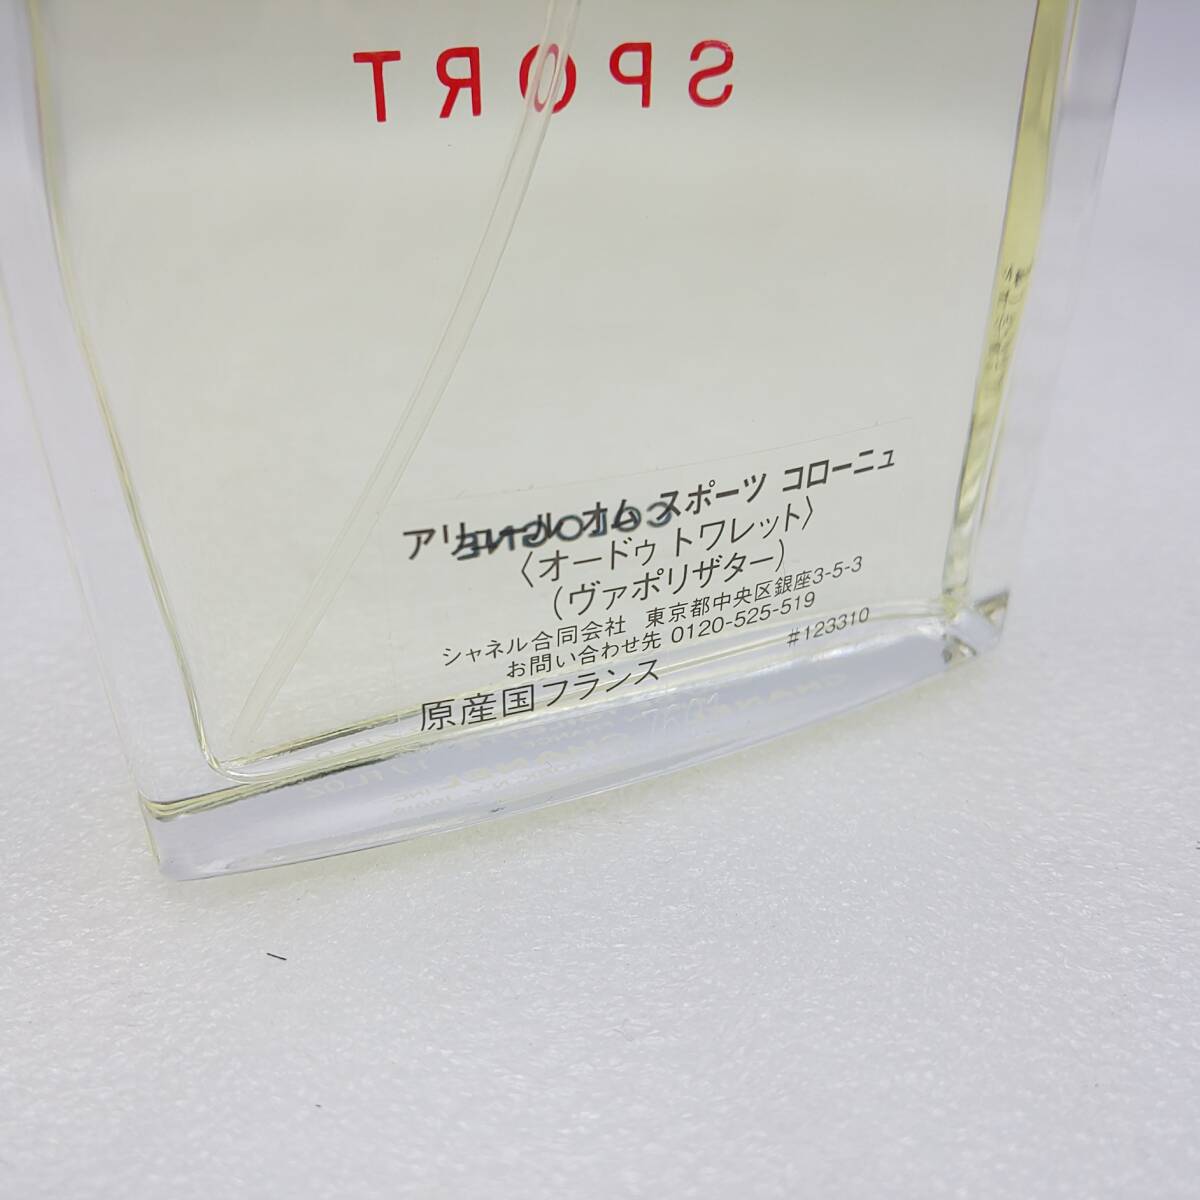 SPORT
アリュール オム スポーツ コローニュ
COLOGNE
〈オードゥ トワレット〉
(ヴァポリザター)
シャネル合同会社 東京都中央区銀座3-5-3
お問い合わせ先 0120-525-519
#123310
原産国フランス
CHANEL